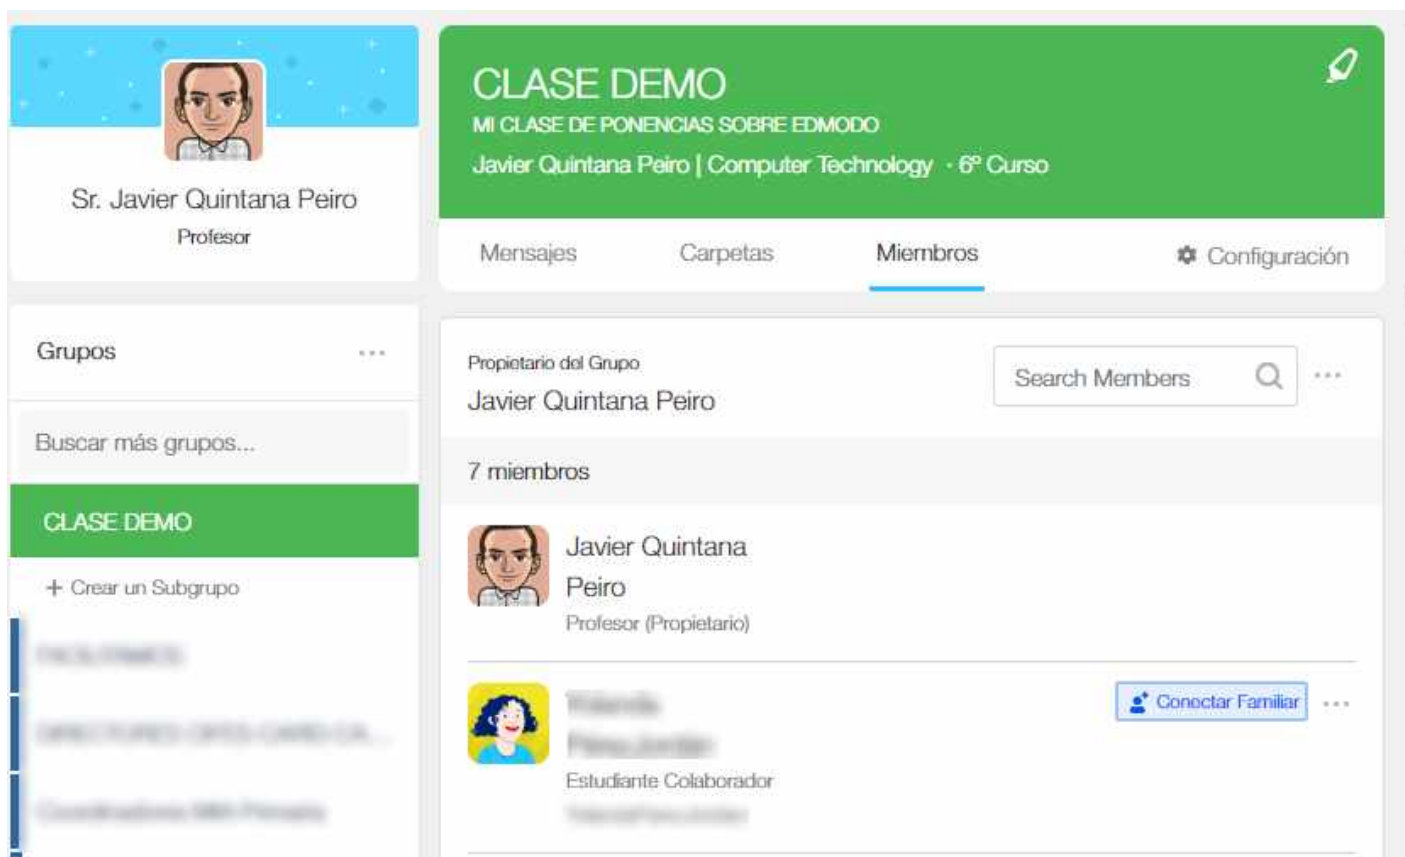 Sr. Javier Quintana Peiro
Profesor
Grupos
Buscar más grupos...
CLASE DEMO
+ Crear un Subgrupo
CLASE DEMO
MI CLASE DE PONENCIAS SOBRE EDMODO
Javier Quintana Peiro | Computer Technology · 6º Curso
Mensajes Carpetas Miembros Configuración
Propietario del Grupo
Javier Quintana Peiro
Search Members
7 miembros
Javier Quintana
Peiro
Profesor (Propietario)
Conectar Familiar
Estudiante Colaborador